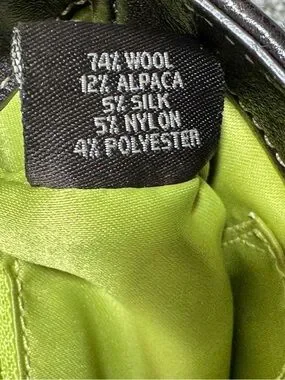 74% WOOL
12% ALPACA
5% SILK
5% NYLON
4% POLYESTER